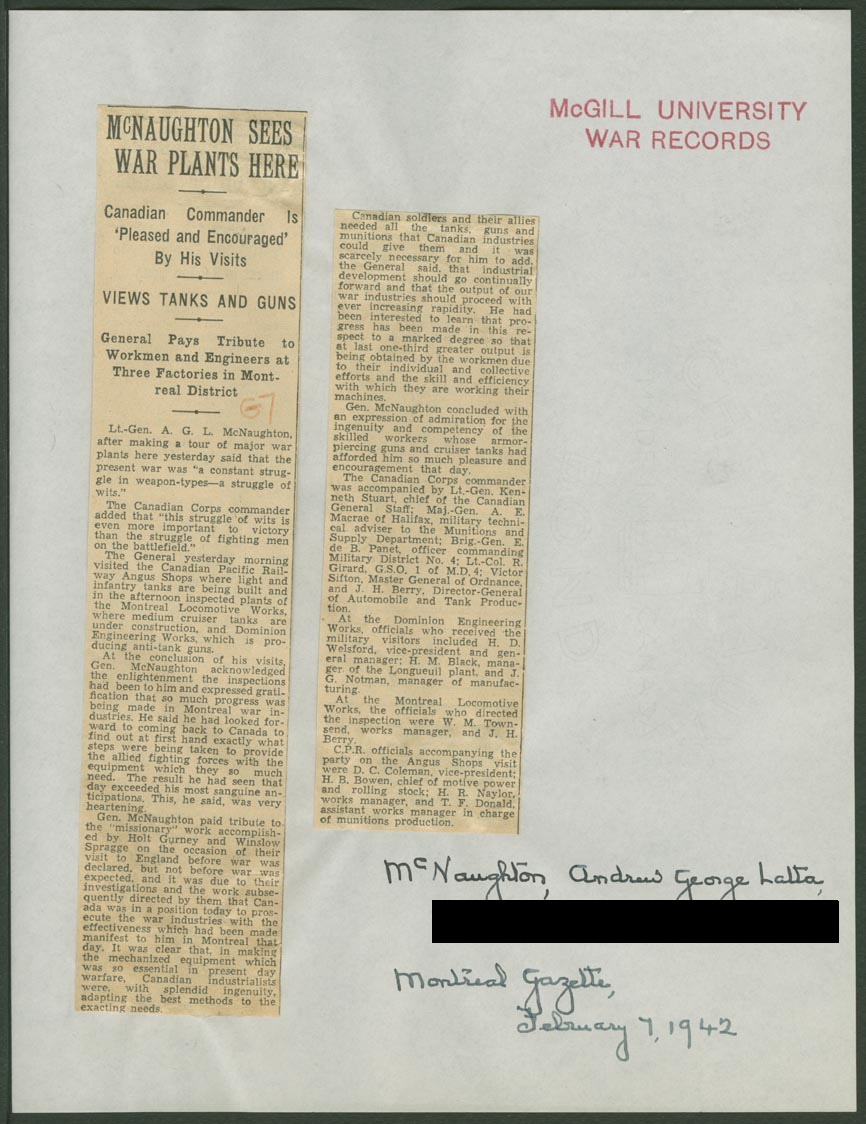 McGILL UNIVERSITY
WAR RECORDS
McNAUGHTON SEES
WAR PLANTS HERE
Canadian Commander Is
'Pleased and Encouraged'
By His Visits
VIEWS TANKS AND GUNS
General Pays Tribute to
Workmen and Engineers at
Three Factories in Mont-
real District
G7
Lt.-Gen. A. G. L. McNaughton,
after making a tour of major war
plants here yesterday said that the
present war was "a constant strug-
gle in weapon-types—a struggle of
wits."
The Canadian Corps commander
added that "this struggle of wits is
even more important to victory
than the struggle of fighting men
on the battlefield."
The General yesterday morning
visited the Canadian Pacific Rail-
way Angus Shops where light and
infantry tanks are being built and
in the afternoon inspected plants of
the Montreal Locomotive Works,
where medium cruiser tanks are
under construction, and Dominion
Engineering Works, which is pro-
ducing anti-tank guns.
At the conclusion of his visits,
Gen. McNaughton acknowledged
the enlightenment the inspections
had been to him and expressed grati-
fication that so much progress was
being made in Montreal war in-
dustries. He said he had looked for-
ward to coming back to Canada to
find out at first hand exactly what
steps were being taken to provide
the allied fighting forces with the
equipment which they so much
need. The result he had seen that
day exceeded his most sanguine an-
ticipations. This, he said, was very
heartening.
Gen. McNaughton paid tribute to
the "missionary" work accomplish-
ed by Holt Gurney and Winslow
Spragge on the occasion of their
visit to England before war was
declared, but not before war was
expected, and it was due to their
investigations and the work subse-
quently directed by them that Can-
ada was in a position today to pros-
ecute the war industries with the
effectiveness which had been made
manifest to him in Montreal that
day. It was clear that, in making
the mechanized equipment which
was so essential in present day
warfare, Canadian industrialists
were, with splendid ingenuity,
adapting the best methods to the
exacting needs.
Canadian soldiers and their allies
needed all the tanks, guns and
munitions that Canadian industries
could give them and it was
scarcely necessary for him to add,
the General said, that industrial
development should go continually
forward and that the output of our
war industries should proceed with
ever increasing rapidity. He had
been interested to learn that pro-
gress has been made in this re-
spect to a marked degree so that
at last one-third greater output is
being obtained by the workmen due
to their individual and collective
efforts and the skill and efficiency
with which they are working their
machines.
Gen. McNaughton concluded with
an expression of admiration for the
ingenuity and competency of the
skilled workers whose armor-
piercing guns and cruiser tanks had
afforded him so much pleasure and
encouragement that day.
The Canadian Corps commander
was accompanied by Lt.-Gen. Ken-
neth Stuart, chief of the Canadian
General Staff; Maj.-Gen. A. E.
Macrae of Halifax, military techni-
cal adviser to the Munitions and
Supply Department; Brig.-Gen. E.
de B. Panet, officer commanding
Military District No. 4; Lt.-Col. R.
Girard, G.S.O. 1 of M.D. 4; Victor
Sifton, Master General of Ordnance,
and J. H. Berry, Director-General
of Automobile and Tank Produc-
tion.
At the Dominion Engineering
Works, officials who received the
military visitors included H. D.
Welsford, vice-president and gen-
eral manager; H. M. Black, mana-
ger of the Longueuil plant, and J.
G. Notman, manager of manufac-
turing.
At the Montreal Locomotive
Works, the officials who directed
the inspection were W. M. Town-
send, works manager, and J. H.
Berry.
C.P.R. officials accompanying the
party on the Angus Shops visit
were D. C. Coleman, vice-president;
H. B. Bowen, chief of motive power
and rolling stock; H. R. Naylor,
works manager, and T. F. Donald,
assistant works manager in charge
of munitions production.
McNaughton, Andrew George Latta,
Montreal Gazette,
February 7, 1942